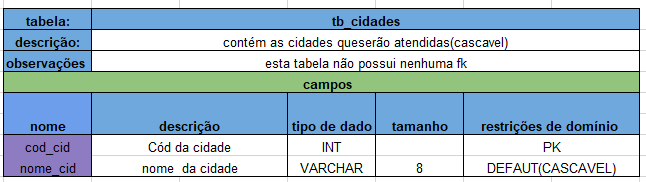 tabela: tb_cidades
descrição: contém as cidades queserão atendidas(cascavel)
observações esta tabela não possui nenhuma fk
campos
nome descrição tipo de dado tamanho restrições de domínio
cod_cid Cód da cidade INT PK
nome_cid nome da cidade VARCHAR 8 DEFAUT(CASCAVEL)